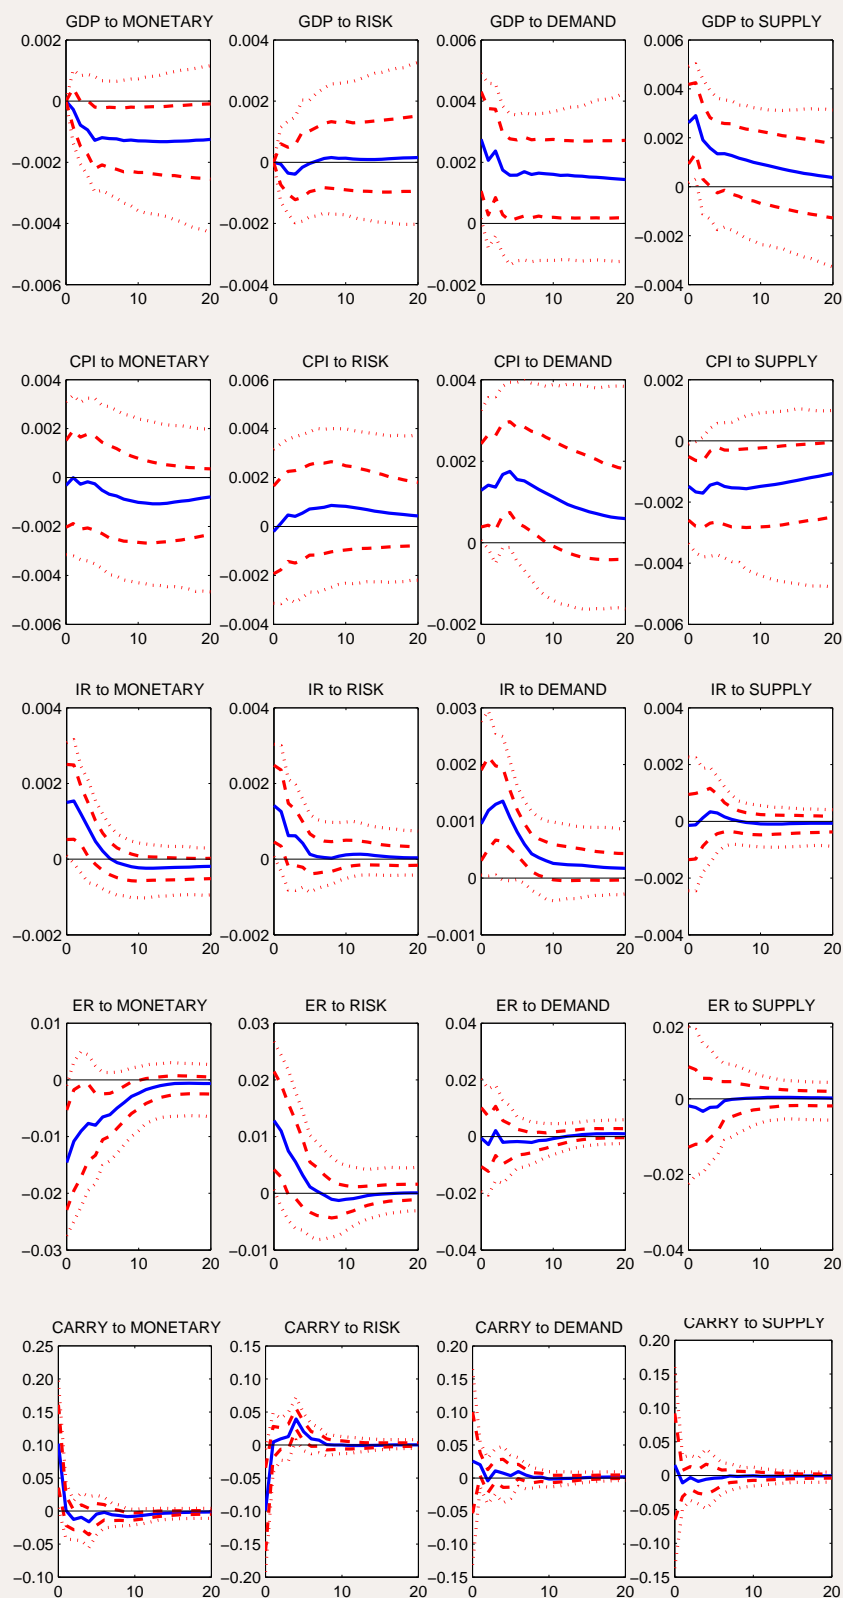 GDP to MONETARY GDP to RISK GDP to DEMAND GDP to SUPPLY
0.002 0.004 0.006 0.006
0 0.002 0.004 0.004
−0.002 0 0.002 0.002
−0.004 −0.002 0 0
−0.002
−0.006 −0.004 −0.002 −0.004
0 10 20 0 10 20 0 10 20 0 10 20
CPI to MONETARY CPI to RISK CPI to DEMAND CPI to SUPPLY
0.004 0.006 0.004 0.002
0.002 0.004 0
0 0.002 0.002
−0.002 0 −0.002
−0.004 −0.002 0 −0.004
−0.006 −0.004 −0.002 −0.006
0 10 20 0 10 20 0 10 20 0 10 20
IR to MONETARY IR to RISK IR to DEMAND IR to SUPPLY
0.004 0.004 0.003 0.004
0.002 0.002 0.002 0.002
0.001 0
0 0 0 −0.002
−0.002 −0.002 −0.001 −0.004
0 10 20 0 10 20 0 10 20 0 10 20
ER to MONETARY ER to RISK ER to DEMAND ER to SUPPLY
0.01 0.03 0.04 0.02
0 0.02 0.02
0 
−0.01 0.01 0
−0.02 0 −0.02 −0.02
−0.03 −0.01 −0.04 −0.04
0 10 20 0 10 20 0 10 20 0 10 20
CARRY to MONETARY CARRY to RISK CARRY to DEMAND CARRY to SUPPLY
0.25 0.15 0.20 0.20
0.20 0.10 0.15 0.15
0.15 0.05 0.10 0.10
0.10 0 0.05 0.05
0.05 −0.05 0 0
0 −0.10 −0.05 −0.05
−0.05 −0.15 −0.10 −0.10
−0.10 −0.20 −0.15 −0.15
0 10 20 0 10 20 0 10 20 0 10 20